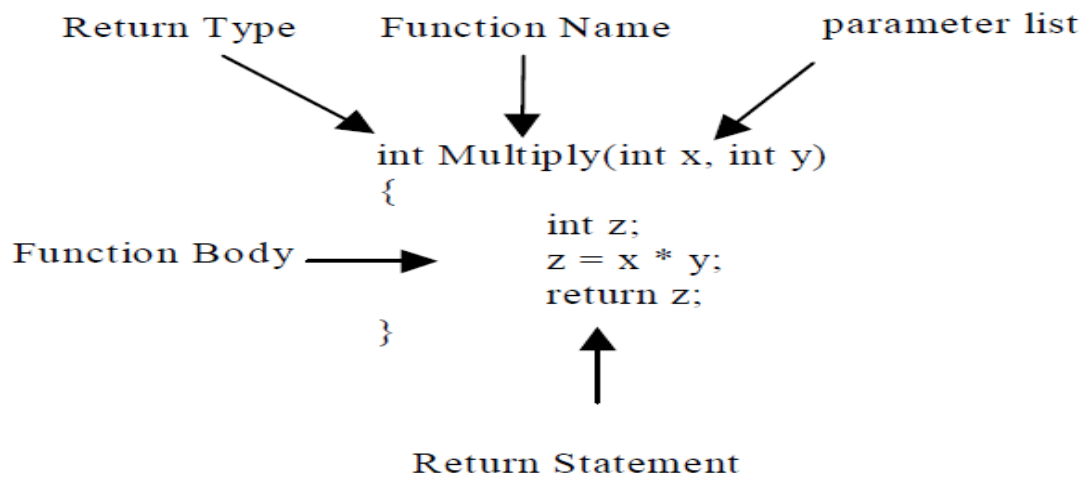 Return Type Function Name parameter list
int Multiply(int x, int y)
{
int z;
Function Body
z = x * y;
return z;
}
Return Statement